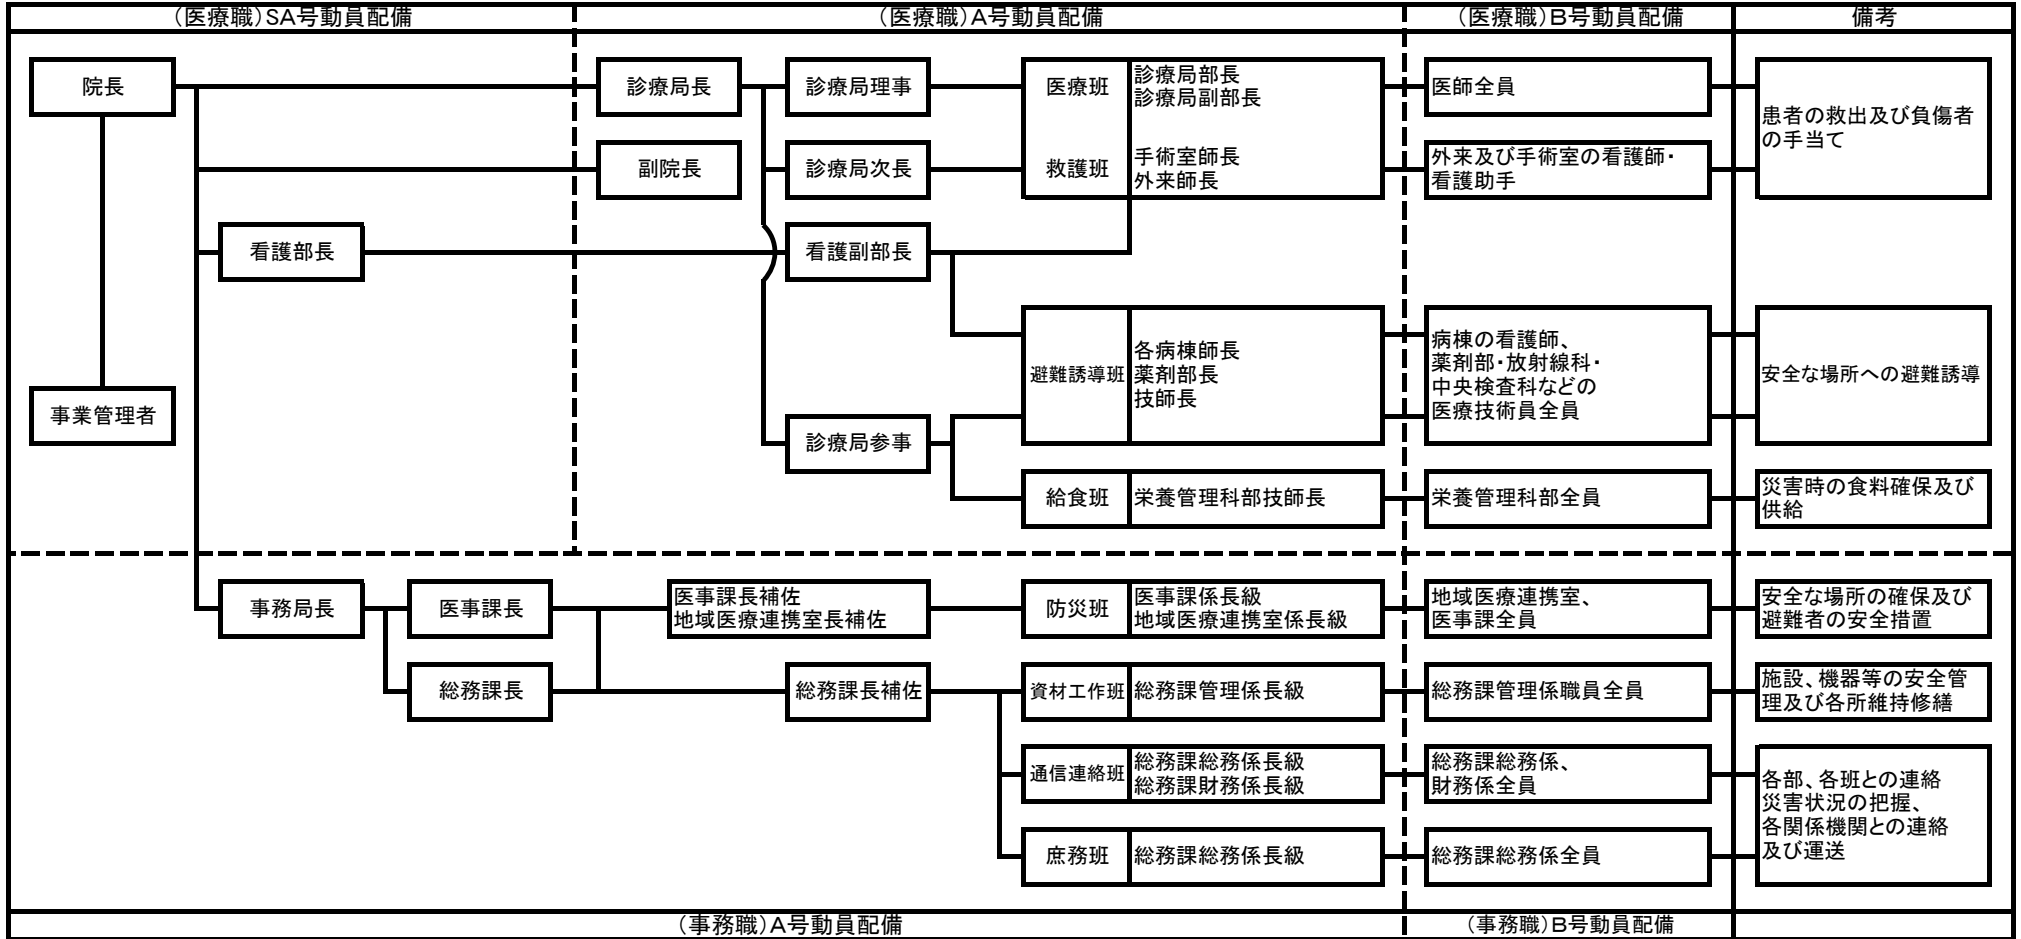 (医療職)SA号動員配備
(医療職)A号動員配備
(医療職)B号動員配備
備考
院長
診療局長
診療局理事
医療班
診療局部長
診療局副部長
医師全員
患者の救出及び負傷者
の手当て
副院長
診療局次長
救護班
手術室師長
外来師長
外来及び手術室の看護師・
看護助手
看護部長
看護副部長
事業管理者
避難誘導班
各病棟師長
薬剤部長
技師長
病棟の看護師、
薬剤部・放射線科・
中央検査科などの
医療技術員全員
安全な場所への避難誘導
診療局参事
給食班
栄養管理科部技師長
栄養管理科部全員
災害時の食料確保及び
供給
事務局長
医事課長
医事課長補佐
地域医療連携室長補佐
防災班
医事課係長級
地域医療連携室係長級
地域医療連携室、
医事課全員
安全な場所の確保及び
避難者の安全措置
総務課長
総務課長補佐
資材工作班
総務課管理係長級
総務課管理係職員全員
施設、機器等の安全管
理及び各所維持修繕
通信連絡班
総務課総務係長級
総務課財務係長級
総務課総務係、
財務係全員
各部、各班との連絡
災害状況の把握、
各関係機関との連絡
及び運送
庶務班
総務課総務係長級
総務課総務係全員
(事務職)A号動員配備
(事務職)B号動員配備